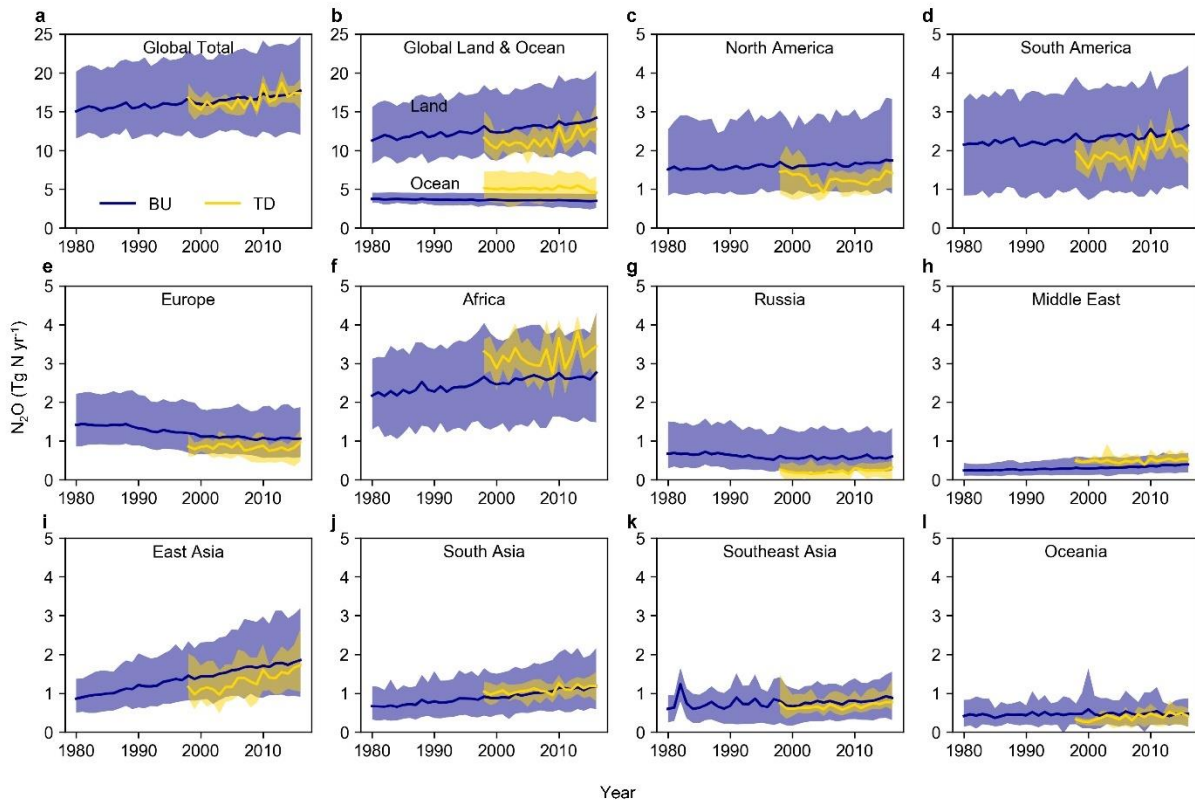 a b c d
Global Total Global Land & Ocean North America South America
25 25 5 5
20 20 4 4
15 15 3 3
10 10 2 2
5 5 1 1
0 0 0 0
Land
Ocean
BU TD
1980 1990 2000 2010 1980 1990 2000 2010 1980 1990 2000 2010 1980 1990 2000 2010
e f g h
Europe Africa Russia Middle East
5 5 5 5
4 4 4 4
3 3 3 3
2 2 2 2
1 1 1 1
0 0 0 0
1980 1990 2000 2010 1980 1990 2000 2010 1980 1990 2000 2010 1980 1990 2000 2010
N₂O (Tg N yr⁻¹)
i j k l
East Asia South Asia Southeast Asia Oceania
5 5 5 5
4 4 4 4
3 3 3 3
2 2 2 2
1 1 1 1
0 0 0 0
1980 1990 2000 2010 1980 1990 2000 2010 1980 1990 2000 2010 1980 1990 2000 2010
Year